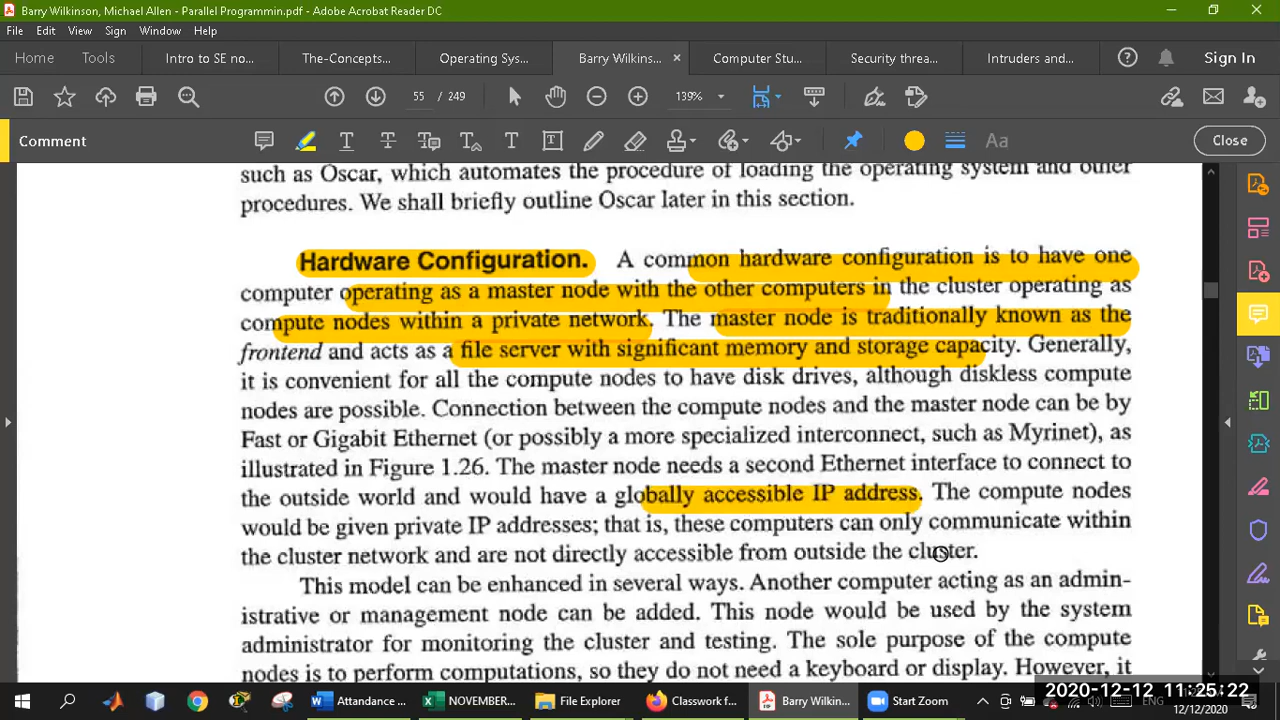 Barry Wilkinson, Michael Allen - Parallel Programmin.pdf - Adobe Acrobat Reader DC
File Edit View Sign Window Help
Home Tools Intro to SE no... The-Concepts... Operating Sys... Barry Wilkins... × Computer Stu... Security threa... Intruders and... Sign In
55 / 249 139%
Comment Aa Close
such as Oscar, which automates the procedure of loading the operating system and other
procedures. We shall briefly outline Oscar later in this section.
Hardware Configuration. A common hardware configuration is to have one
computer operating as a master node with the other computers in the cluster operating as
compute nodes within a private network. The master node is traditionally known as the
frontend and acts as a file server with significant memory and storage capacity. Generally,
it is convenient for all the compute nodes to have disk drives, although diskless compute
nodes are possible. Connection between the compute nodes and the master node can be by
Fast or Gigabit Ethernet (or possibly a more specialized interconnect, such as Myrinet), as
illustrated in Figure 1.26. The master node needs a second Ethernet interface to connect to
the outside world and would have a globally accessible IP address. The compute nodes
would be given private IP addresses; that is, these computers can only communicate within
the cluster network and are not directly accessible from outside the cluster.
This model can be enhanced in several ways. Another computer acting as an admin-
istrative or management node can be added. This node would be used by the system
administrator for monitoring the cluster and testing. The sole purpose of the compute
nodes is to perform computations, so they do not need a keyboard or display. However, it
Attandance ... NOVEMBER... File Explorer Classwork f... Barry Wilkin... Start Zoom ENG
2020-12-12 11:25:22
12/12/2020